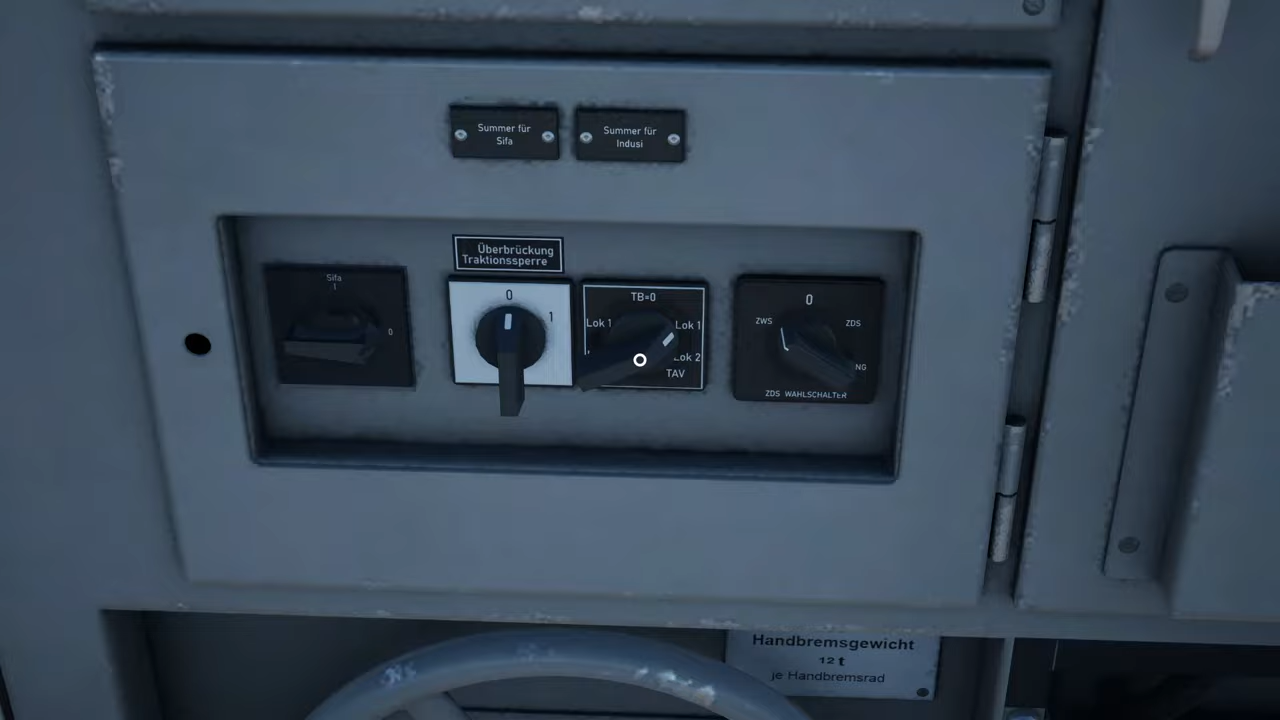 Summer für
Sifa
Summer für
Indusi
Überbrückung
Traktionssperre
Sifa
I
0
0
1
TB=0
Lok 1
Lok 1
Lok 2
TAV
0
ZWS
ZDS
NG
ZDS WAHLSCHALTER
Handbremsgewicht
12 t
je Handbremsrad